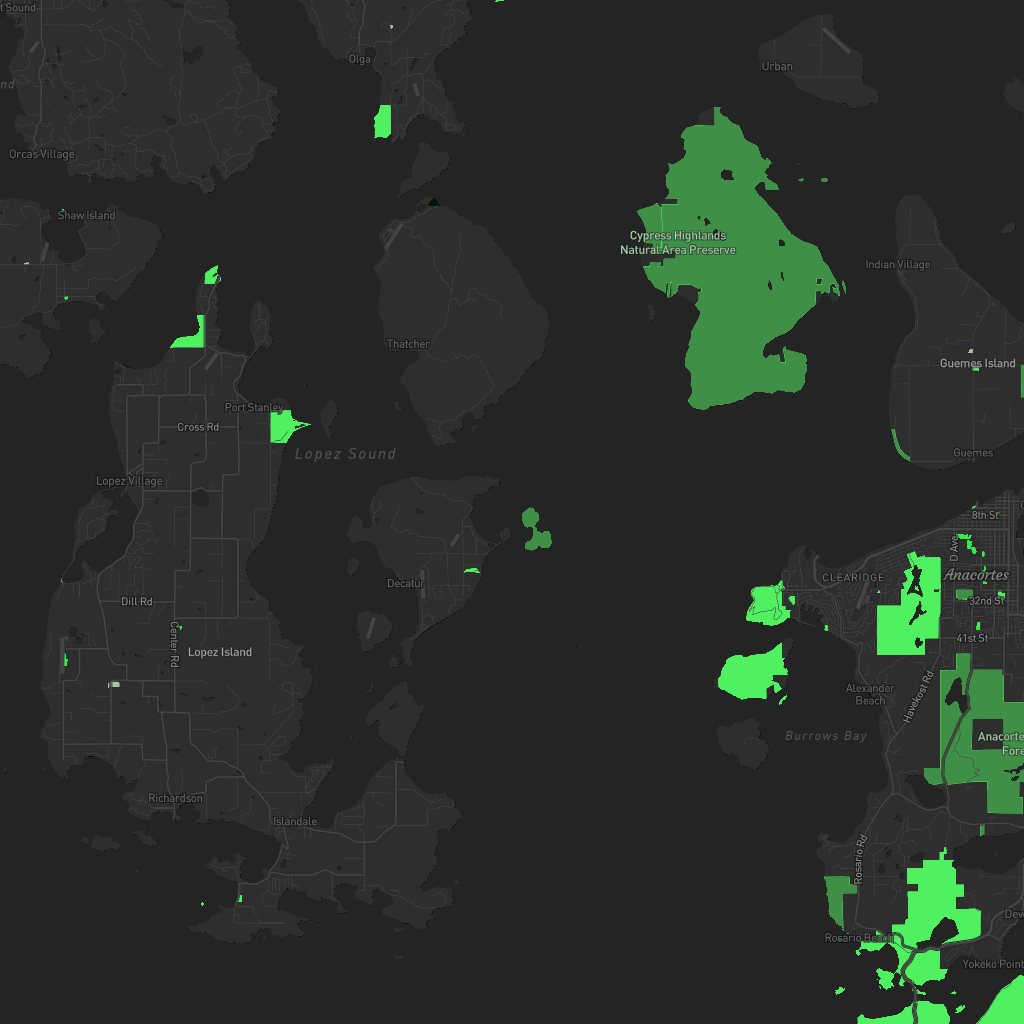 t Sound
nd
Orcas Village
Olga
Urban
Shaw Island
Cypress Highlands
Natural Area Preserve
Indian Village
Thatcher
Guemes Island
Port Stanley
Cross Rd
Lopez Sound
Guemes
Lopez Village
8th St
D Ave
Anacortes
CLEARIDGE
Decatur
Dill Rd
32nd St
Center Rd
41st St
Lopez Island
Havekost Rd
Alexander
Beach
Burrows Bay
Anacorte
Fore
Richardson
Islandale
Rosario Rd
Dew
Rosario Beach
Yokeko Point